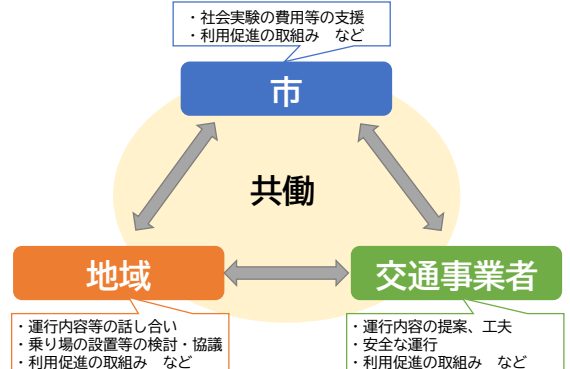 ・社会実験の費用等の支援
・利用促進の取組み　など
市
共働
地域
交通事業者
・運行内容等の話し合い
・乗り場の設置等の検討・協議
・利用促進の取組み　など
・運行内容の提案、工夫
・安全な運行
・利用促進の取組み　など